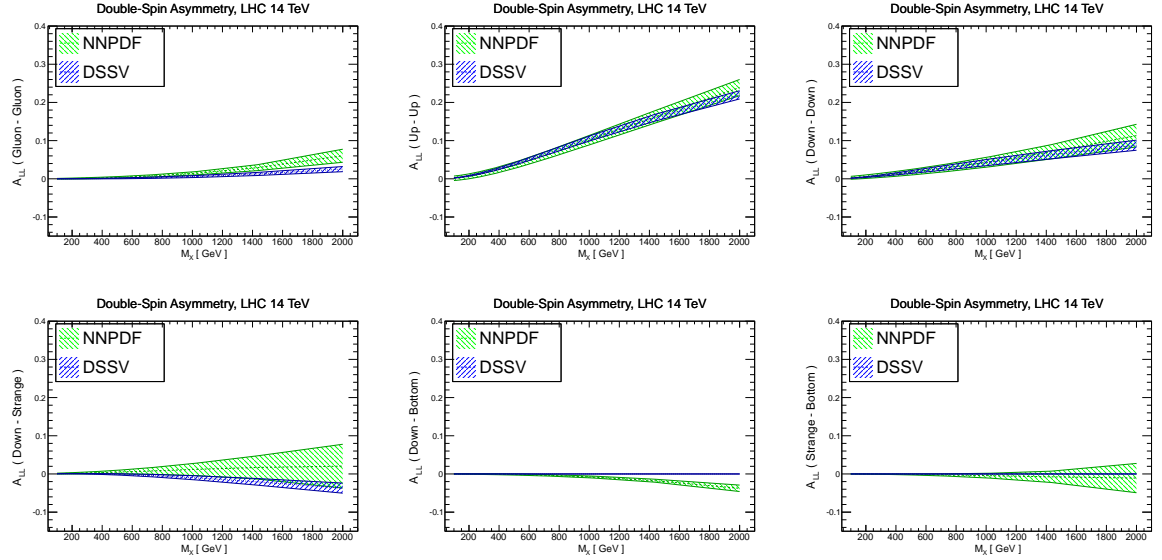 Double-Spin Asymmetry, LHC 14 TeV
0.4
0.3
0.2
0.1
0
-0.1
A_LL ( Gluon - Gluon)
NNPDF
DSSV
200 400 600 800 1000 1200 1400 1600 1800 2000
M_X [ GeV ]
Double-Spin Asymmetry, LHC 14 TeV
0.4
0.3
0.2
0.1
0
-0.1
A_LL ( Up - Up)
NNPDF
DSSV
200 400 600 800 1000 1200 1400 1600 1800 2000
M_X [ GeV ]
Double-Spin Asymmetry, LHC 14 TeV
0.4
0.3
0.2
0.1
0
-0.1
A_LL ( Down - Down)
NNPDF
DSSV
200 400 600 800 1000 1200 1400 1600 1800 2000
M_X [ GeV ]
Double-Spin Asymmetry, LHC 14 TeV
0.4
0.3
0.2
0.1
0
-0.1
A_LL ( Down - Strange)
NNPDF
DSSV
200 400 600 800 1000 1200 1400 1600 1800 2000
M_X [ GeV ]
Double-Spin Asymmetry, LHC 14 TeV
0.4
0.3
0.2
0.1
0
-0.1
A_LL ( Down - Bottom)
NNPDF
DSSV
200 400 600 800 1000 1200 1400 1600 1800 2000
M_X [ GeV ]
Double-Spin Asymmetry, LHC 14 TeV
0.4
0.3
0.2
0.1
0
-0.1
A_LL ( Strange - Bottom)
NNPDF
DSSV
200 400 600 800 1000 1200 1400 1600 1800 2000
M_X [ GeV ]